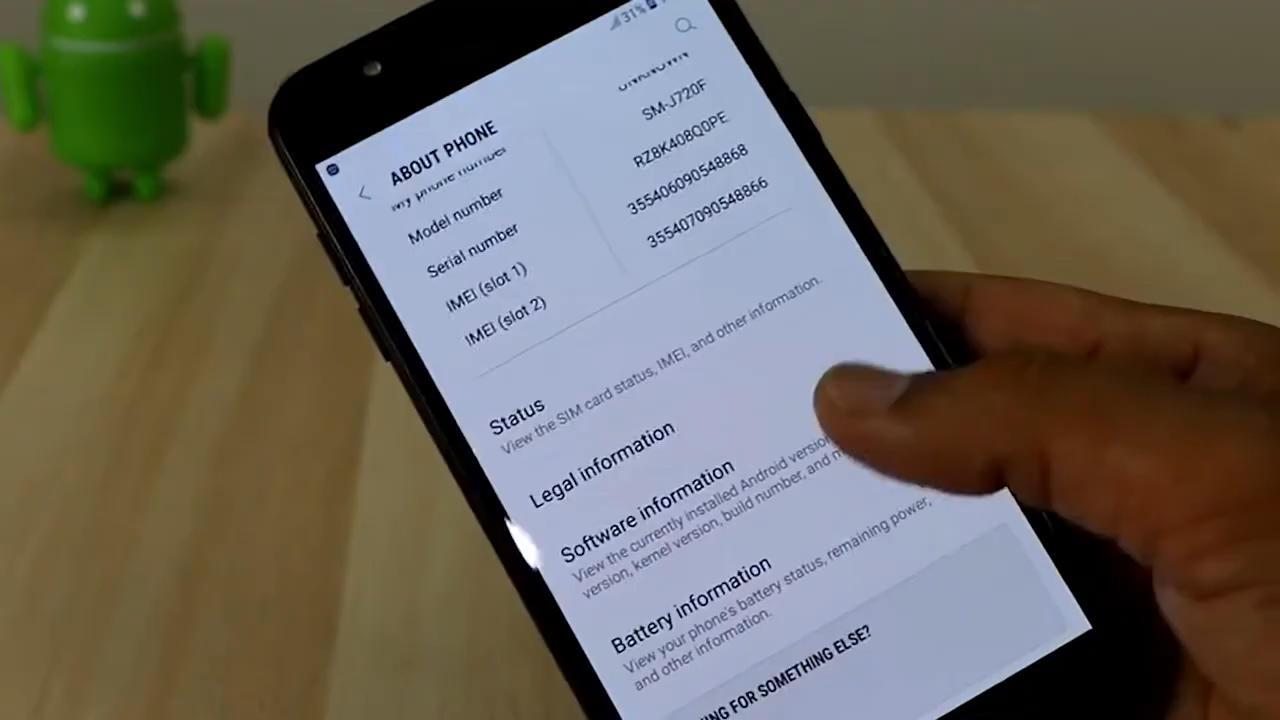 31%
ABOUT PHONE
My phone number
UNKNOWN
Model number
SM-J720F
Serial number
RZ8K408Q0PE
IMEI (slot 1)
355406090548868
IMEI (slot 2)
355407090548866
Status
View the SIM card status, IMEI, and other information.
Legal information
Software information
View the currently installed Android version,
version, kernel version, build number, and
Battery information
View your phone's battery status, remaining power,
and other information.
FOR SOMETHING ELSE?